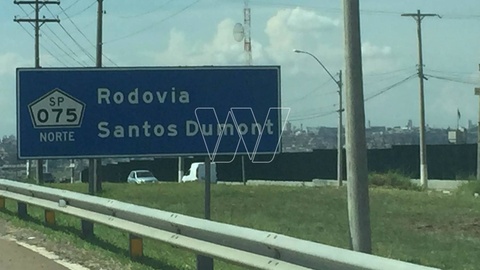 SP
075
NORTE
Rodovia
Santos Dumont
W